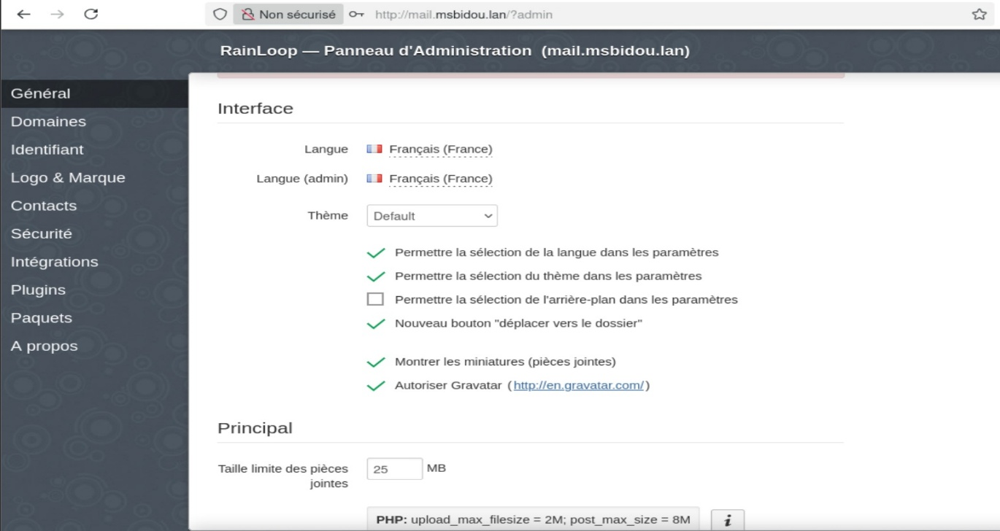 Non sécurisé http://mail.msbidou.lan/?admin
RainLoop — Panneau d'Administration (mail.msbidou.lan)
Général
Domaines
Identifiant
Logo & Marque
Contacts
Sécurité
Intégrations
Plugins
Paquets
A propos
Interface
Langue Français (France)
Langue (admin) Français (France)
Thème Default
Permettre la sélection de la langue dans les paramètres
Permettre la sélection du thème dans les paramètres
Permettre la sélection de l'arrière-plan dans les paramètres
Nouveau bouton "déplacer vers le dossier"
Montrer les miniatures (pièces jointes)
Autoriser Gravatar (http://en.gravatar.com/)
Principal
Taille limite des pièces
jointes
25 MB
PHP: upload_max_filesize = 2M; post_max_size = 8M i